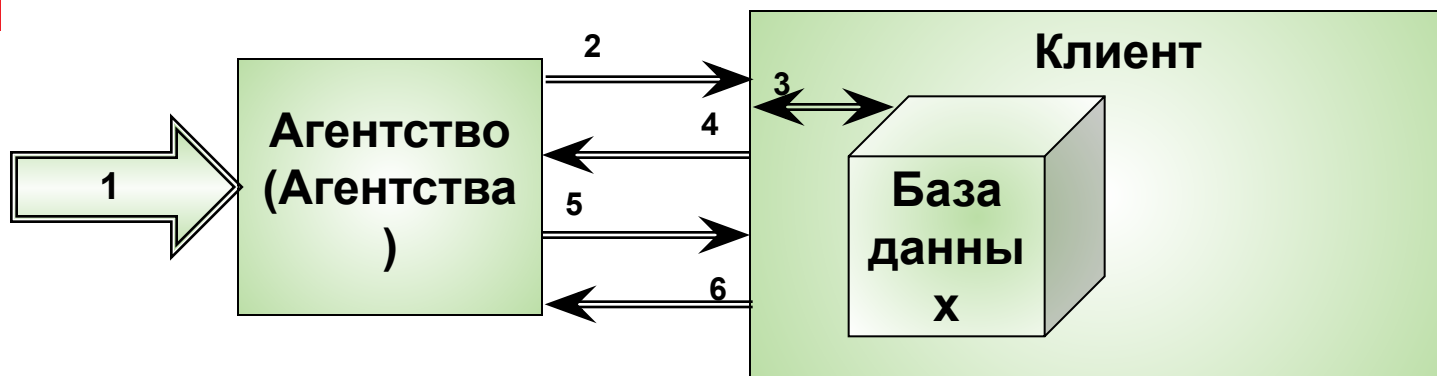 1
Агентство
(Агентства
)
2
3
4
5
6
Клиент
База
данны
х